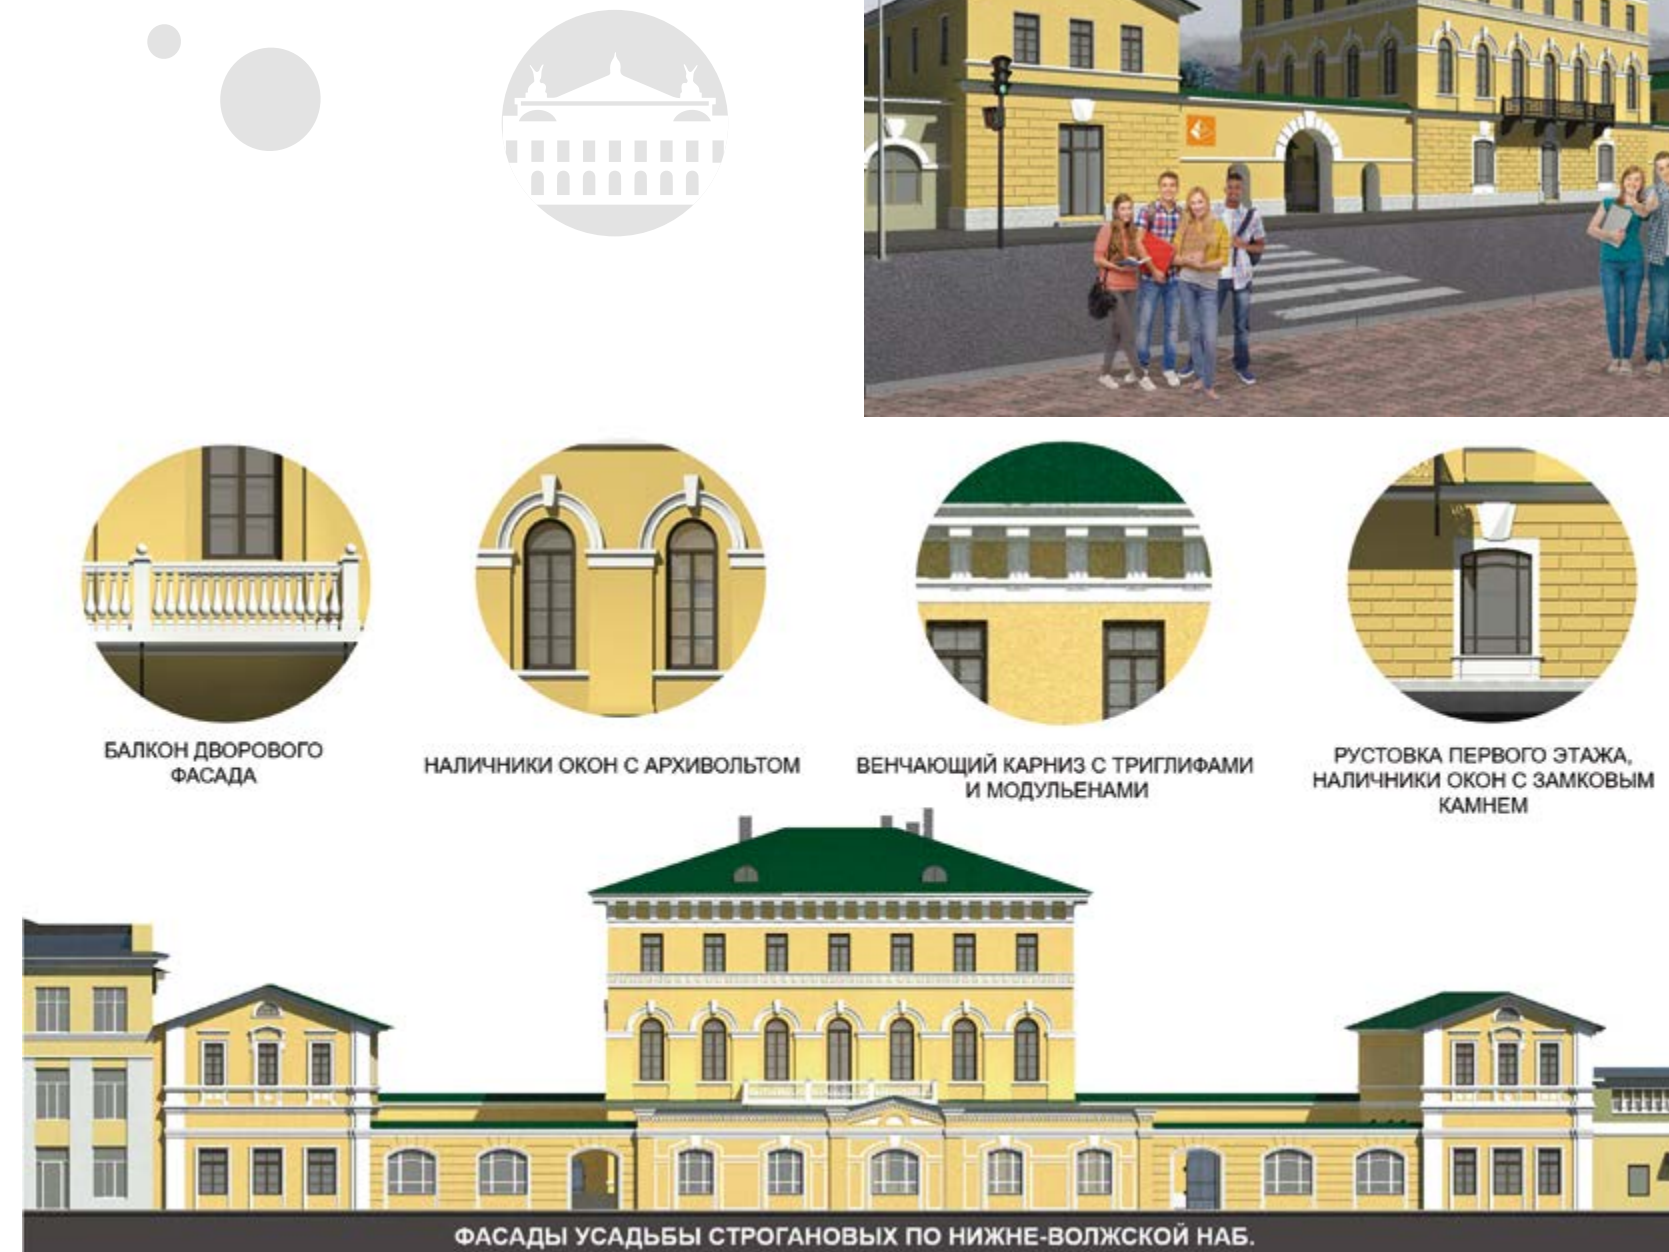 БАЛКОН ДВОРОВОГО
ФАСАДА
НАЛИЧНИКИ ОКОН С АРХИВОЛЬТОМ
ВЕНЧАЮЩИЙ КАРНИЗ С ТРИГЛИФАМИ
И МОДУЛЬЕНАМИ
РУСТОВКА ПЕРВОГО ЭТАЖА,
НАЛИЧНИКИ ОКОН С ЗАМКОВЫМ
КАМНЕМ
ФАСАДЫ УСАДЬБЫ СТРОГАНОВЫХ ПО НИЖНЕ-ВОЛЖСКОЙ НАБ.